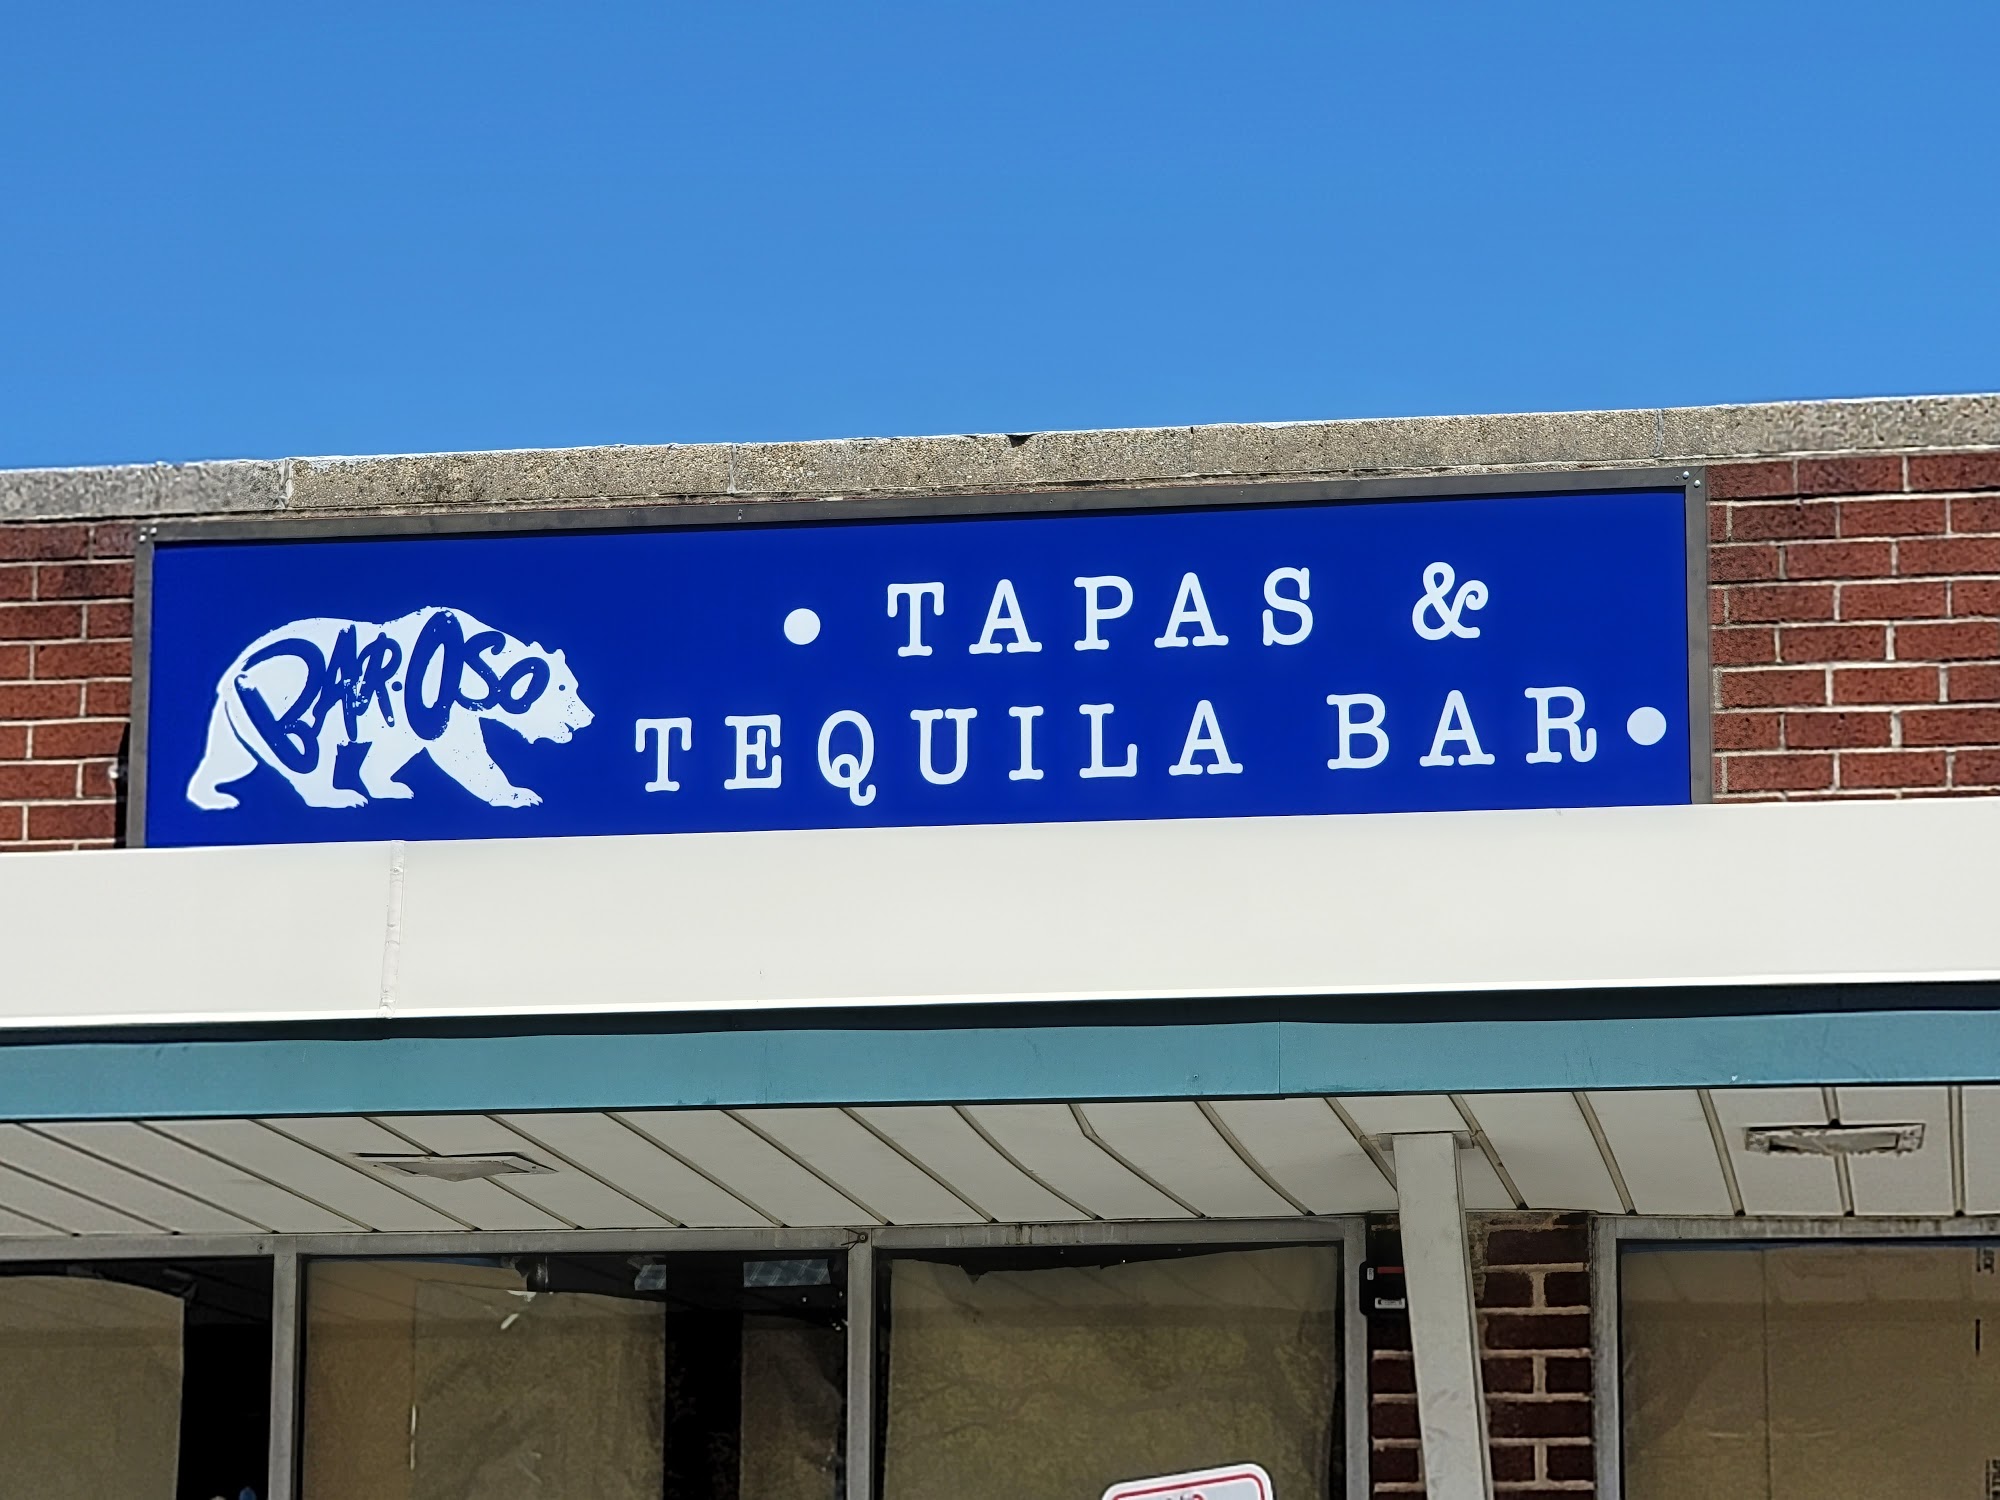 BAR·OSO
• TAPAS &
TEQUILA BAR •